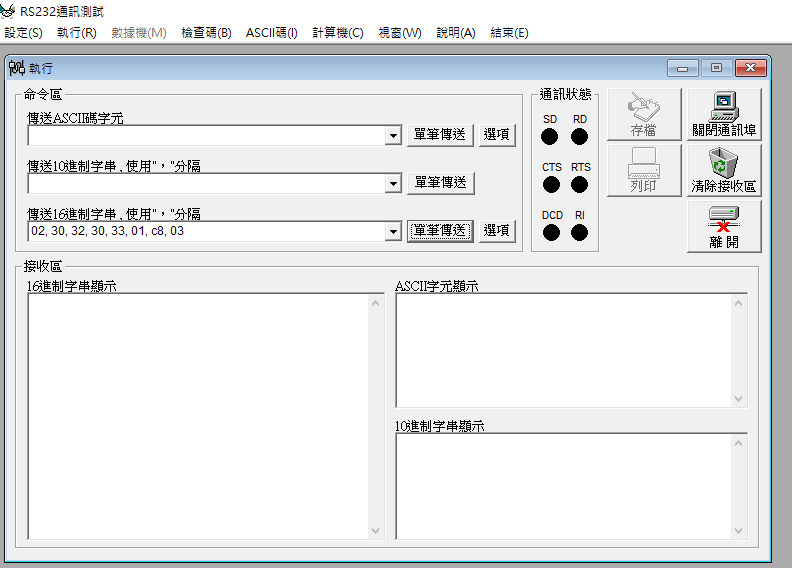 RS232通訊測試
設定(S) 執行(R) 數據機(M) 檢查碼(B) ASCII碼(I) 計算機(C) 視窗(W) 說明(A) 結束(E)
執行
命令區
傳送ASCII碼字元
單筆傳送 選項
傳送10進制字串,使用","分隔
單筆傳送
傳送16進制字串,使用","分隔
02, 30, 32, 30, 33, 01, c8, 03
單筆傳送 選項
通訊狀態
SD RD
CTS RTS
DCD RI
存檔 關閉通訊埠
列印 清除接收區
離開
接收區
16進制字串顯示
ASCII字元顯示
10進制字串顯示